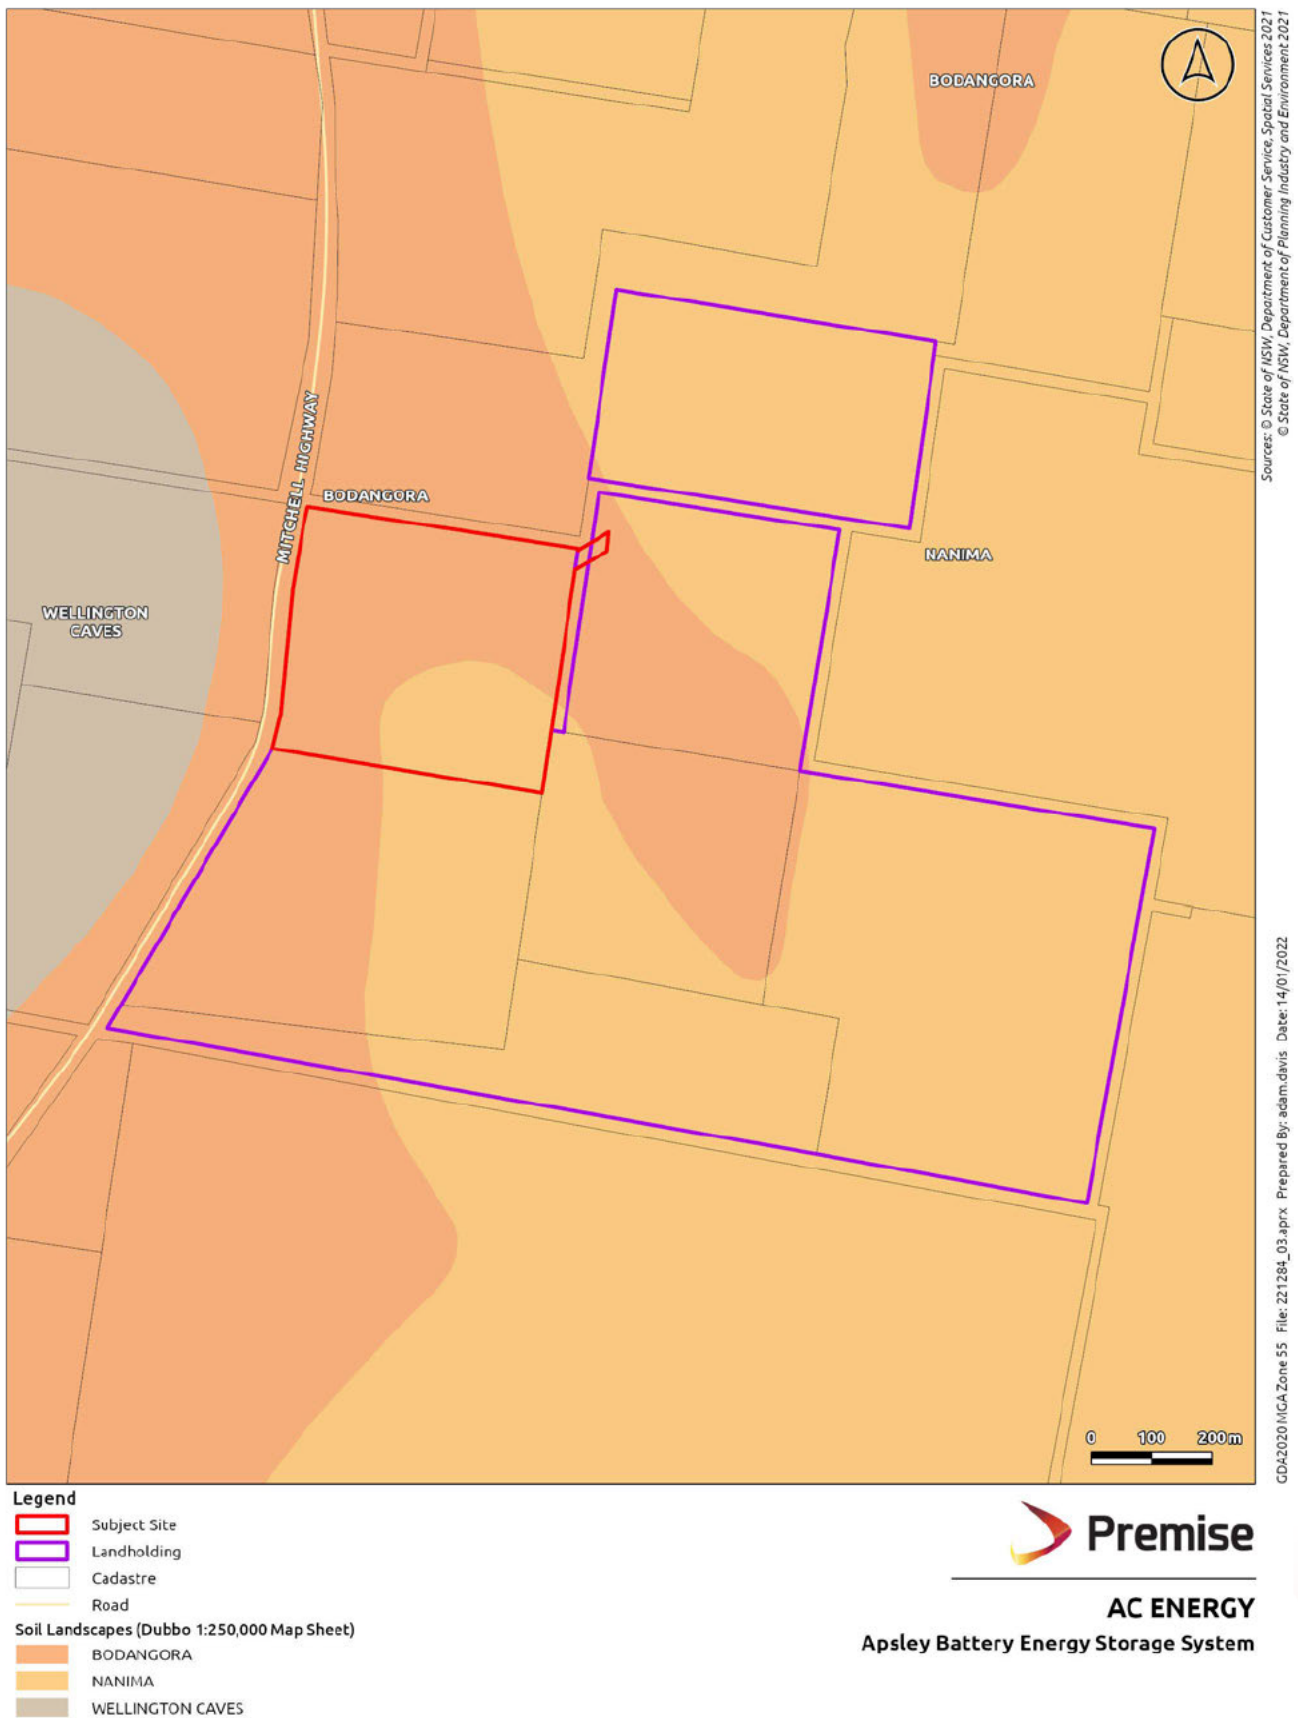 BODANGORA
Sources: © State of NSW, Department of Customer Service, Spatial Services 2021
© State of NSW, Department of Planning Industry and Environment 2021
MITCHELL HIGHWAY
BODANGORA
NANIMA
WELLINGTON
CAVES
0 100 200 m
GDA2020 MGA Zone 55 File: 221284_03.aprx Prepared By: adam.davis Date: 14/01/2022
Legend
Subject Site
Landholding
Cadastre
Road
Soil Landscapes (Dubbo 1:250,000 Map Sheet)
BODANGORA
NANIMA
WELLINGTON CAVES
Premise
AC ENERGY
Apsley Battery Energy Storage System